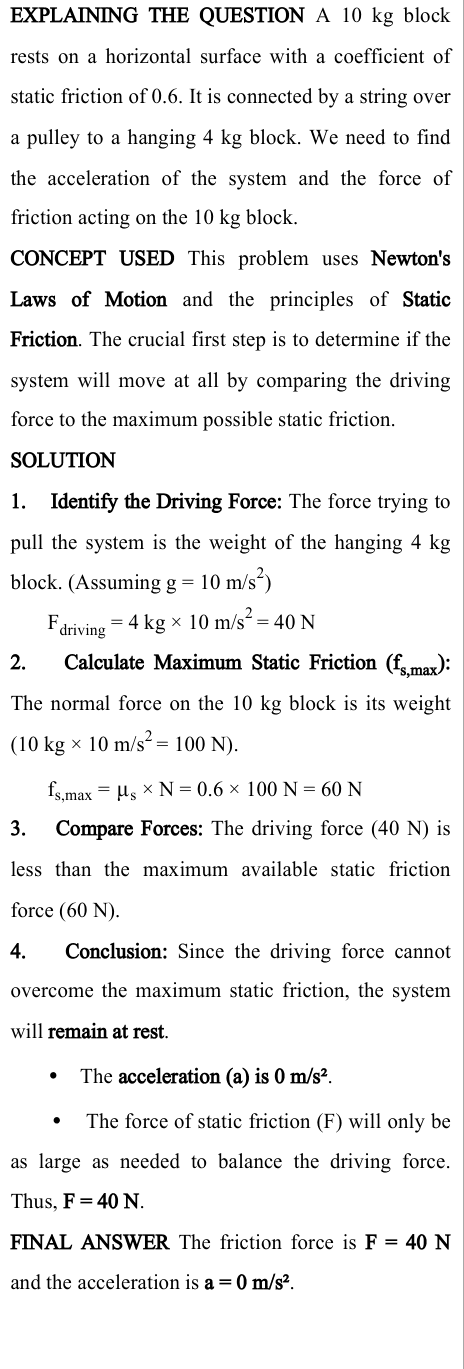 EXPLAINING THE QUESTION A 10 kg block
rests on a horizontal surface with a coefficient of
static friction of 0.6. It is connected by a string over
a pulley to a hanging 4 kg block. We need to find
the acceleration of the system and the force of
friction acting on the 10 kg block.
CONCEPT USED This problem uses Newton's
Laws of Motion and the principles of Static
Friction. The crucial first step is to determine if the
system will move at all by comparing the driving
force to the maximum possible static friction.
SOLUTION
1. Identify the Driving Force: The force trying to
pull the system is the weight of the hanging 4 kg
block. (Assuming g = 10 m/s²)
F_driving = 4 kg × 10 m/s² = 40 N
2. Calculate Maximum Static Friction (f_s,max):
The normal force on the 10 kg block is its weight
(10 kg × 10 m/s² = 100 N).
f_s,max = μ_s × N = 0.6 × 100 N = 60 N
3. Compare Forces: The driving force (40 N) is
less than the maximum available static friction
force (60 N).
4. Conclusion: Since the driving force cannot
overcome the maximum static friction, the system
will remain at rest.
• The acceleration (a) is 0 m/s².
• The force of static friction (F) will only be
as large as needed to balance the driving force.
Thus, F = 40 N.
FINAL ANSWER The friction force is F = 40 N
and the acceleration is a = 0 m/s².